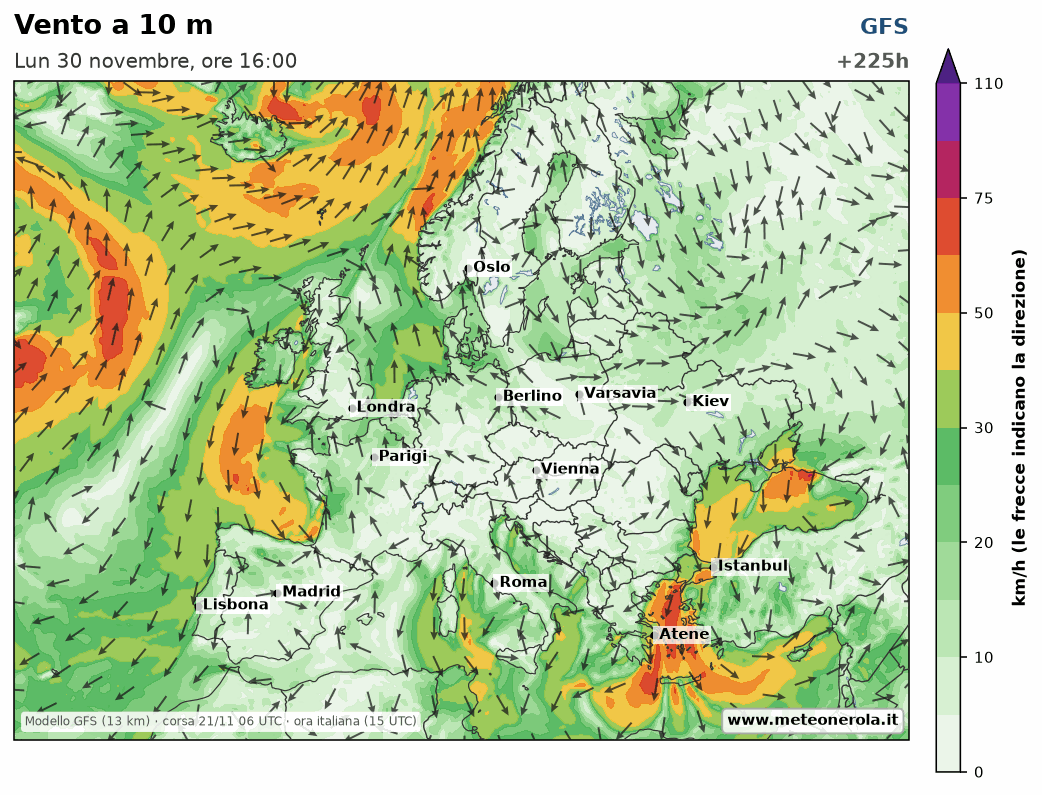 Vento a 10 m
GFS
Lun 30 novembre, ore 16:00
+225h
110
75
50
30
20
10
0
km/h (le frecce indicano la direzione)
Oslo
Londra
Berlino
Varsavia
Kiev
Parigi
Vienna
Istanbul
Roma
Madrid
Lisbona
Atene
Modello GFS (13 km) · corsa 21/11 06 UTC · ora italiana (15 UTC)
www.meteonerola.it